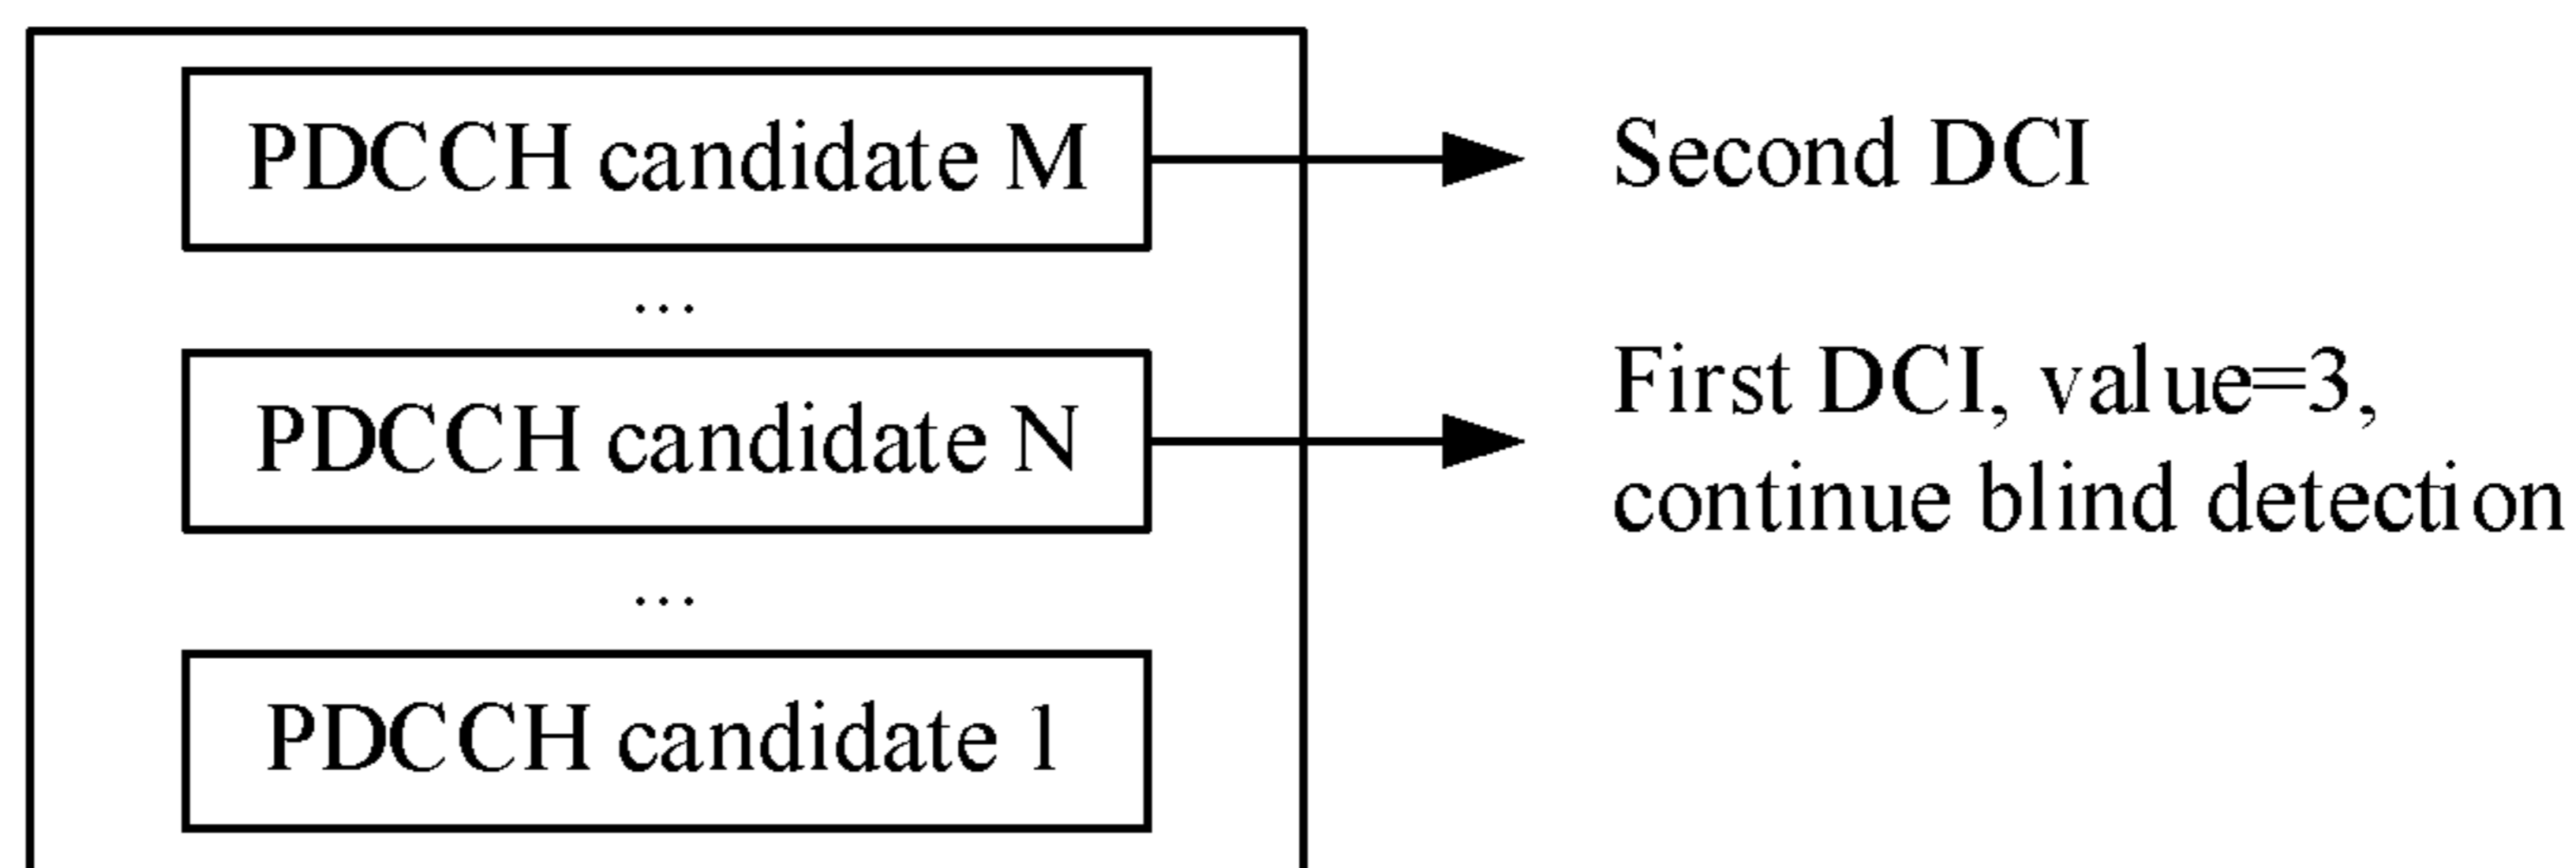 PDCCH candidate M
Second DCI
...
PDCCH candidate N
First DCI, value=3,
continue blind detection
...
PDCCH candidate 1